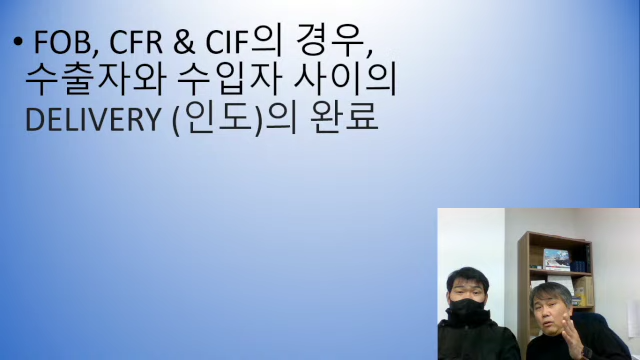 • FOB, CFR & CIF의 경우,
수출자와 수입자 사이의
DELIVERY (인도)의 완료